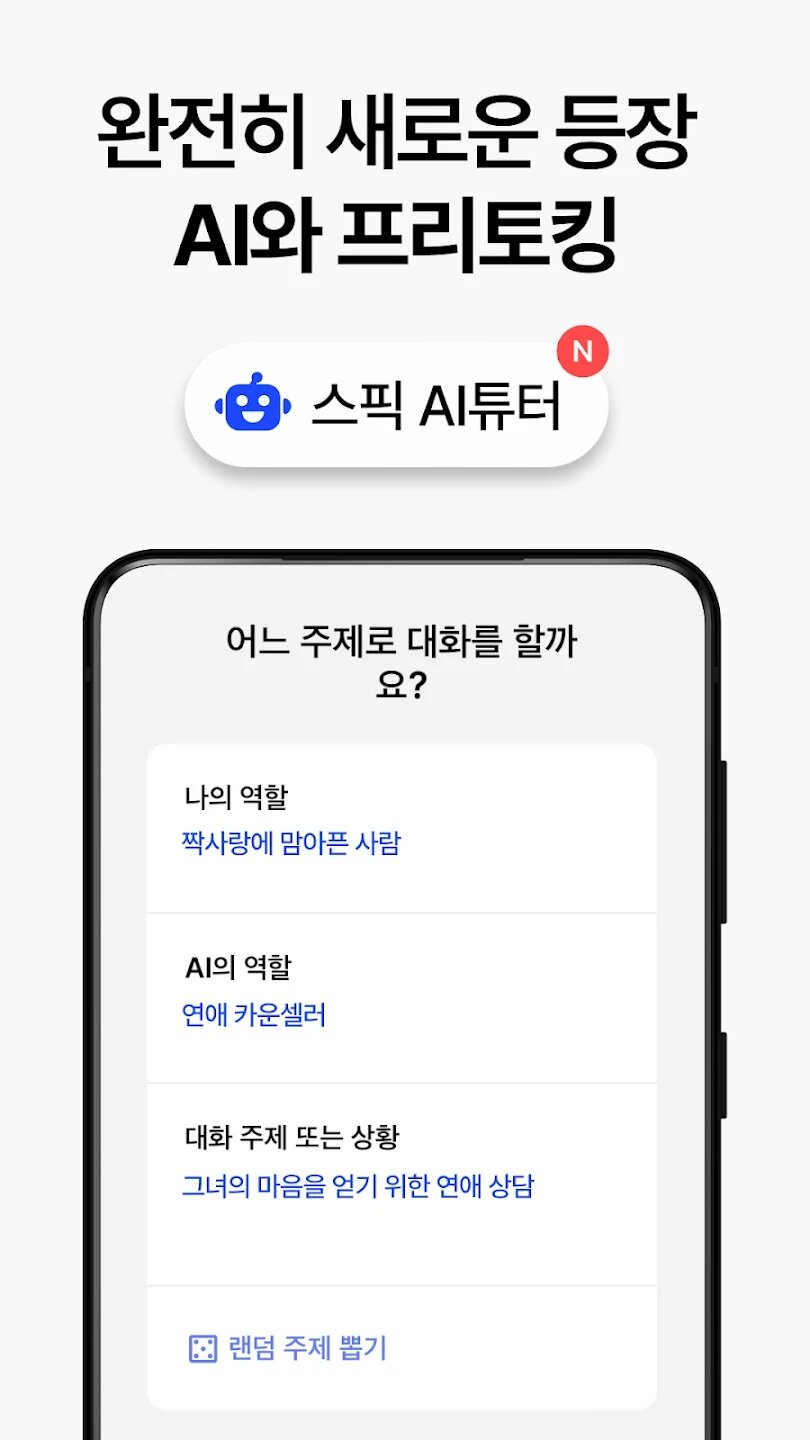 완전히 새로운 등장
AI와 프리토킹
N
스픽 AI튜터
어느 주제로 대화를 할까
요?
나의 역할
짝사랑에 맘아픈 사람
AI의 역할
연애 카운셀러
대화 주제 또는 상황
그녀의 마음을 얻기 위한 연애 상담
랜덤 주제 뽑기